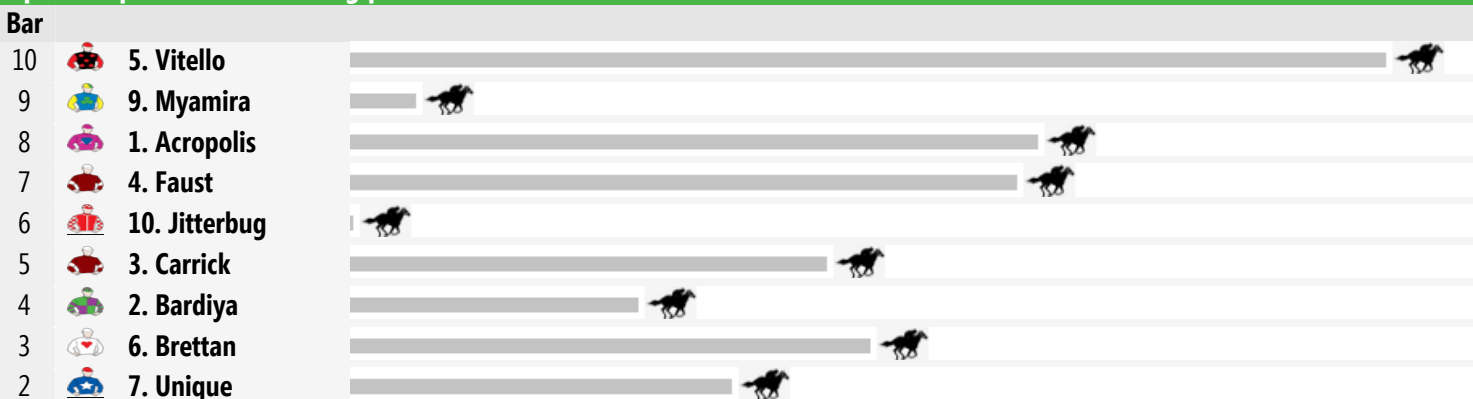 Bar
10 5. Vitello
9 9. Myamira
8 1. Acropolis
7 4. Faust
6 10. Jitterbug
5 3. Carrick
4 2. Bardiya
3 6. Brettan
2 7. Unique